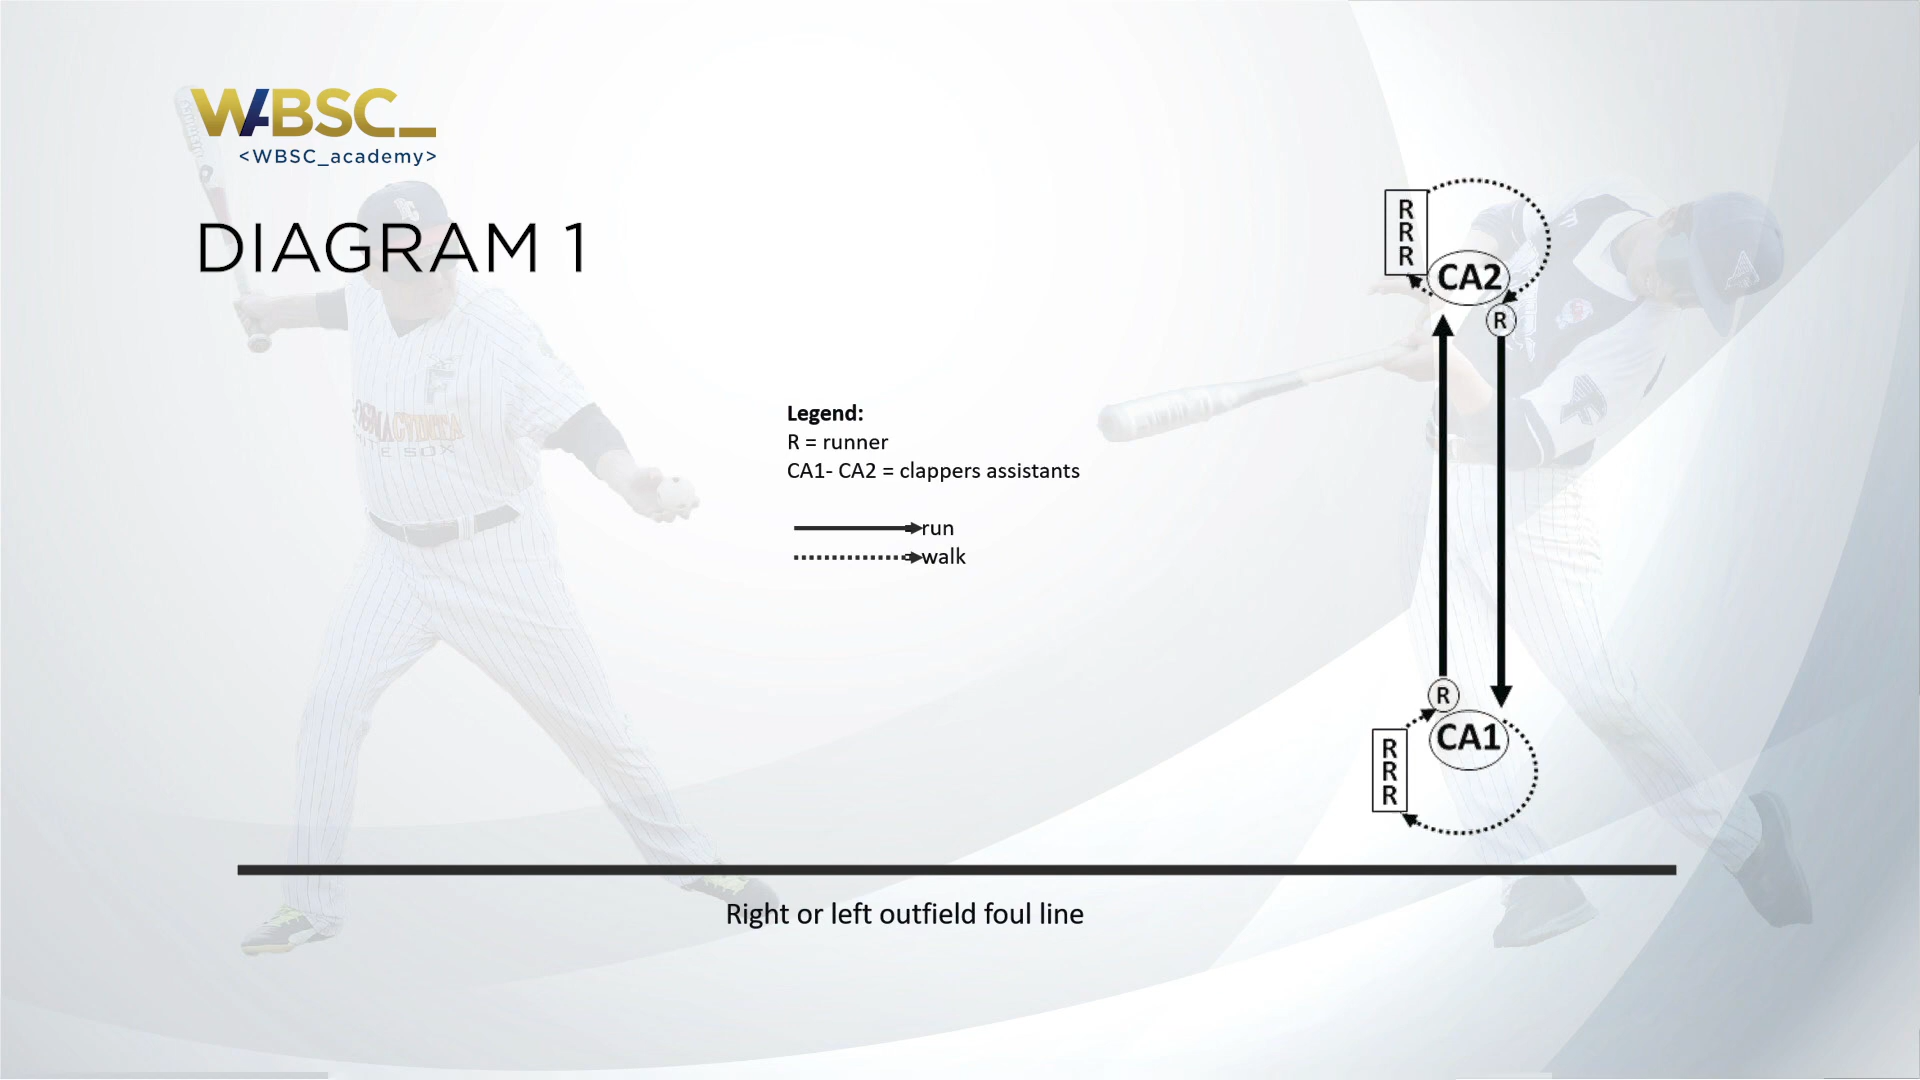 WBSC_
<WBSC_academy>
DIAGRAM 1
Legend:
R = runner
CA1- CA2 = clappers assistants
run
walk
R
R
R
CA2
R
R
CA1
R
R
R
Right or left outfield foul line